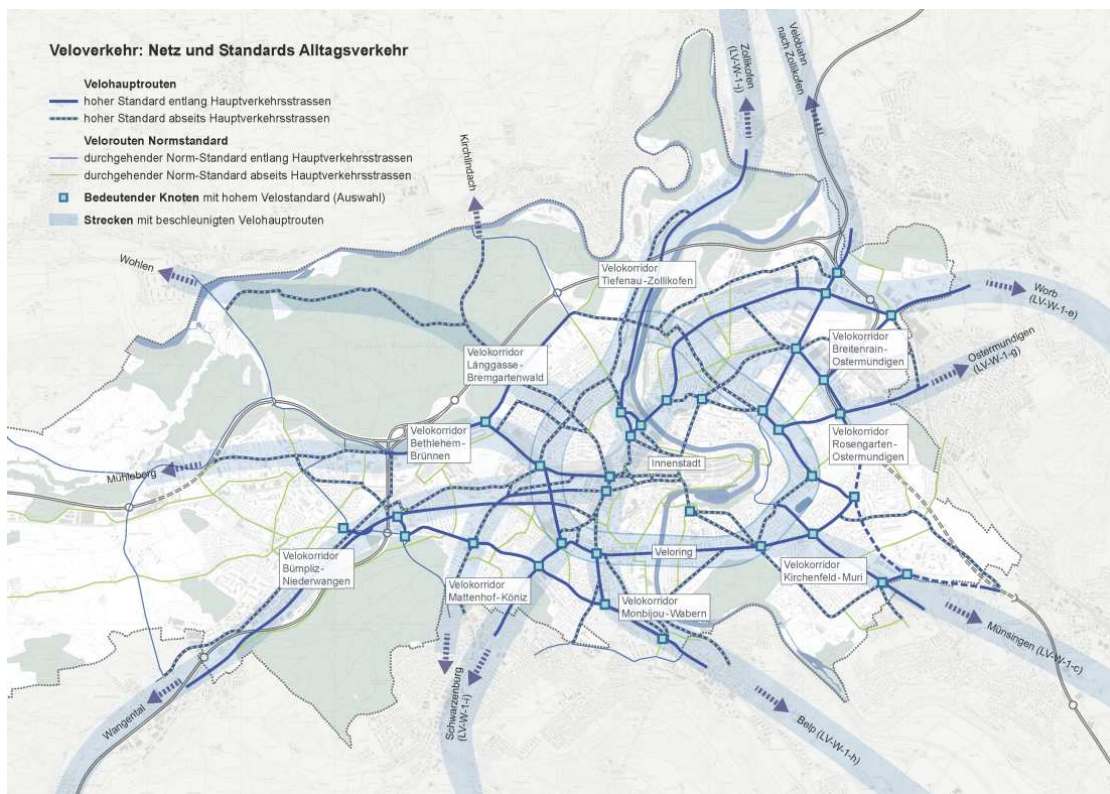 Veloverkehr: Netz und Standards Alltagsverkehr
Velohauptrouten
hoher Standard entlang Hauptverkehrsstrassen
hoher Standard abseits Hauptverkehrsstrassen
Velorouten Normstandard
durchgehender Norm-Standard entlang Hauptverkehrsstrassen
durchgehender Norm-Standard abseits Hauptverkehrsstrassen
Bedeutender Knoten mit hohem Velostandard (Auswahl)
Strecken mit beschleunigten Velohauptrouten
Zollikofen
(LV-W-1-j)
Velobahn
nach Zollikofen
Kirchlindach
Wohlen
Velokorridor
Tiefenau-Zollikofen
Worb
(LV-W-1-e)
Velokorridor
Länggasse-
Bremgartenwald
Velokorridor
Breitenrain-
Ostermundigen
Ostermundigen
(LV-W-1-g)
Velokorridor
Bethlehem-
Brünnen
Velokorridor
Rosengarten-
Ostermundigen
Innenstadt
Mühleberg
Velokorridor
Bümpliz-
Niederwangen
Veloring
Velokorridor
Mattenhof-Köniz
Velokorridor
Kirchenfeld-Muri
Velokorridor
Monbijou-Wabern
Münsingen (LV-W-1-c)
Wangental
Schwarzenburg
(LV-W-1-i)
Belp (LV-W-1-h)